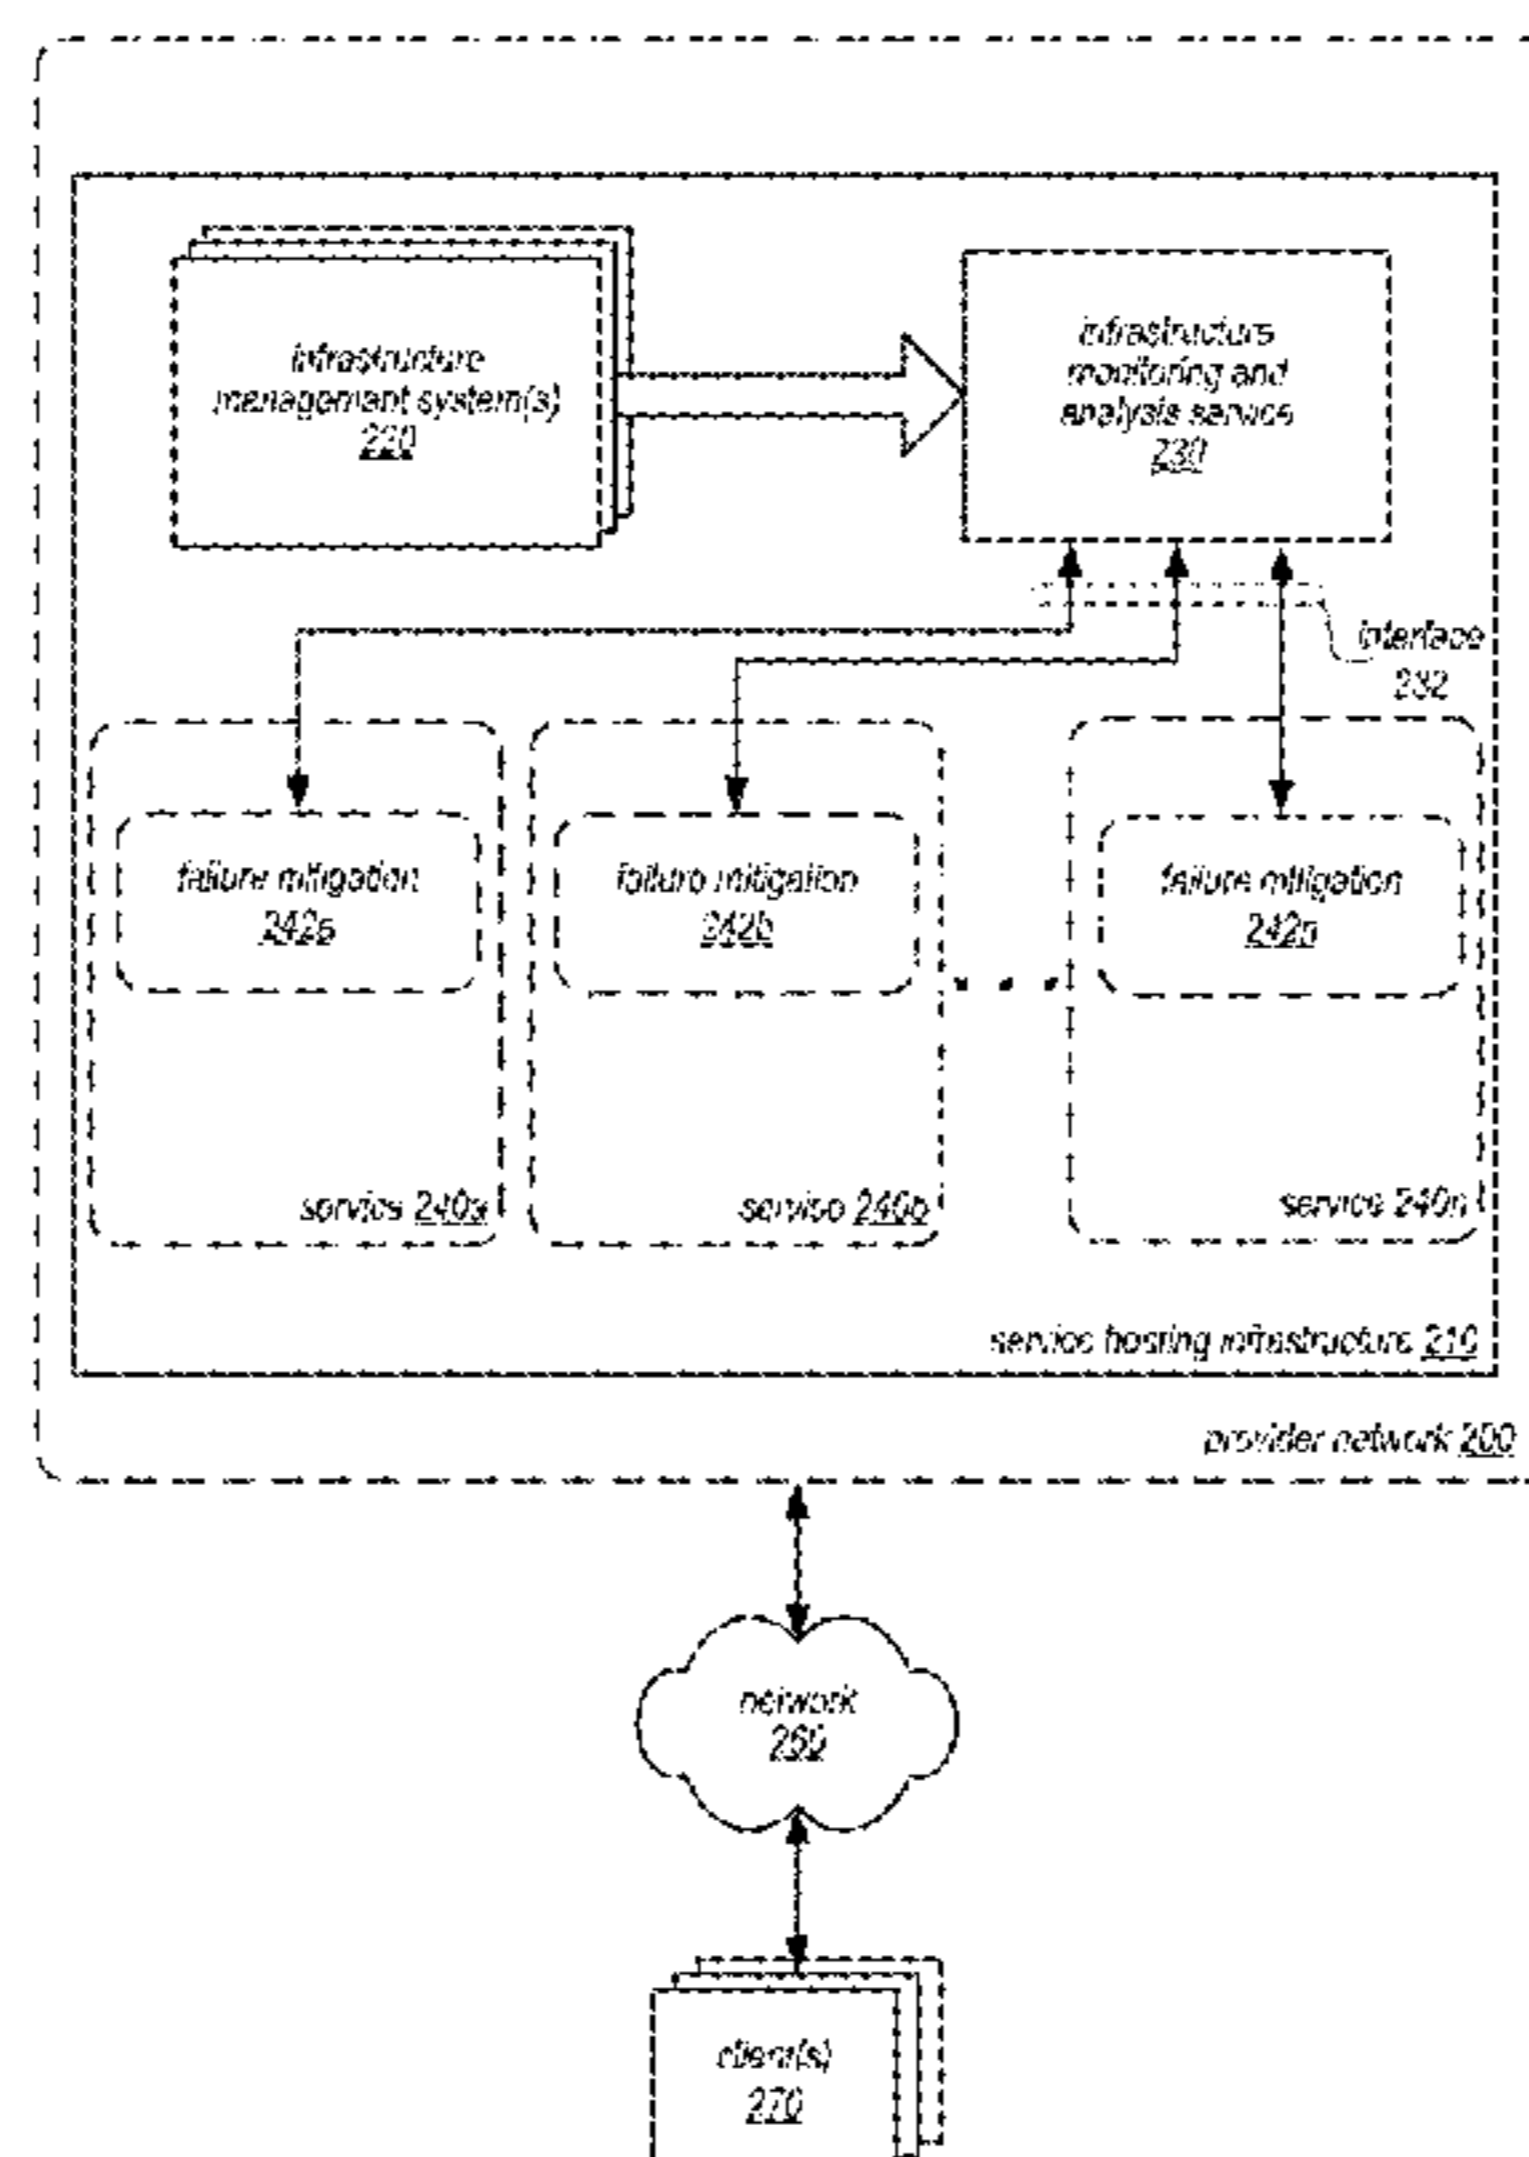 infrastructure
management system(s)
220
infrastructure
monitoring and
analysis service
230
interface
232
failure mitigation
242a
failure mitigation
242b
failure mitigation
242n
service 240a
service 240b
service 240n
service hosting infrastructure 210
provider network 200
network
260
client(s)
270